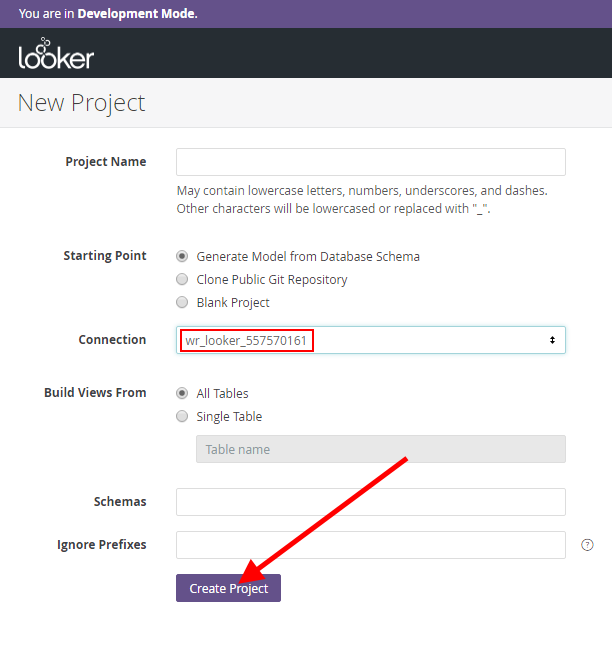 You are in Development Mode.
looker
New Project
Project Name
May contain lowercase letters, numbers, underscores, and dashes.
Other characters will be lowercased or replaced with "_".
Starting Point
Generate Model from Database Schema
Clone Public Git Repository
Blank Project
Connection
wr_looker_557570161
Build Views From
All Tables
Single Table
Table name
Schemas
Ignore Prefixes
?
Create Project